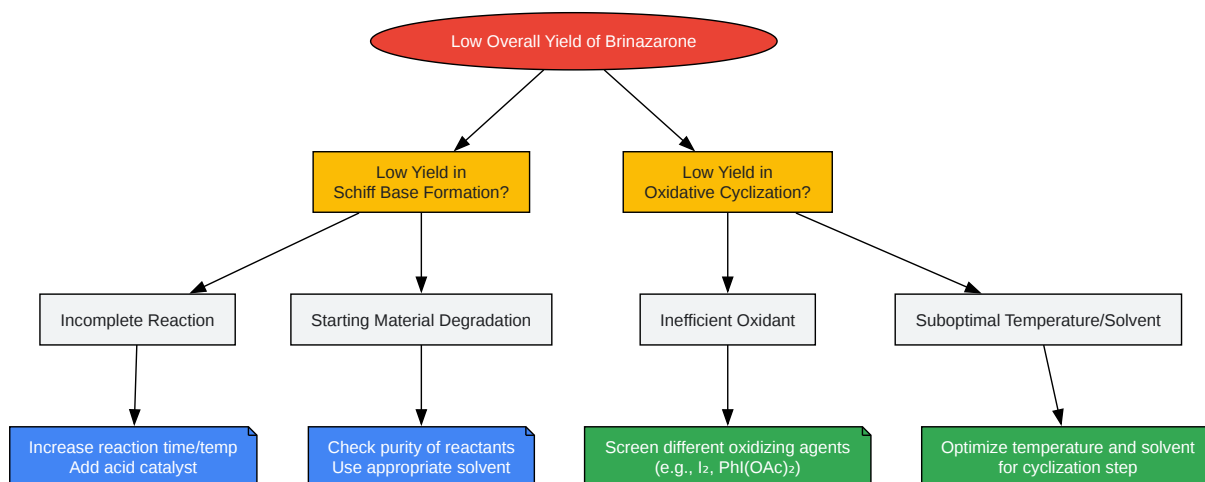 Low Overall Yield of Brinazarone
Low Yield in
Schiff Base Formation?
Low Yield in
Oxidative Cyclization?
Incomplete Reaction
Starting Material Degradation
Inefficient Oxidant
Suboptimal Temperature/Solvent
Increase reaction time/temp
Add acid catalyst
Check purity of reactants
Use appropriate solvent
Screen different oxidizing agents
(e.g., I₂, PhI(OAc)₂)
Optimize temperature and solvent
for cyclization step